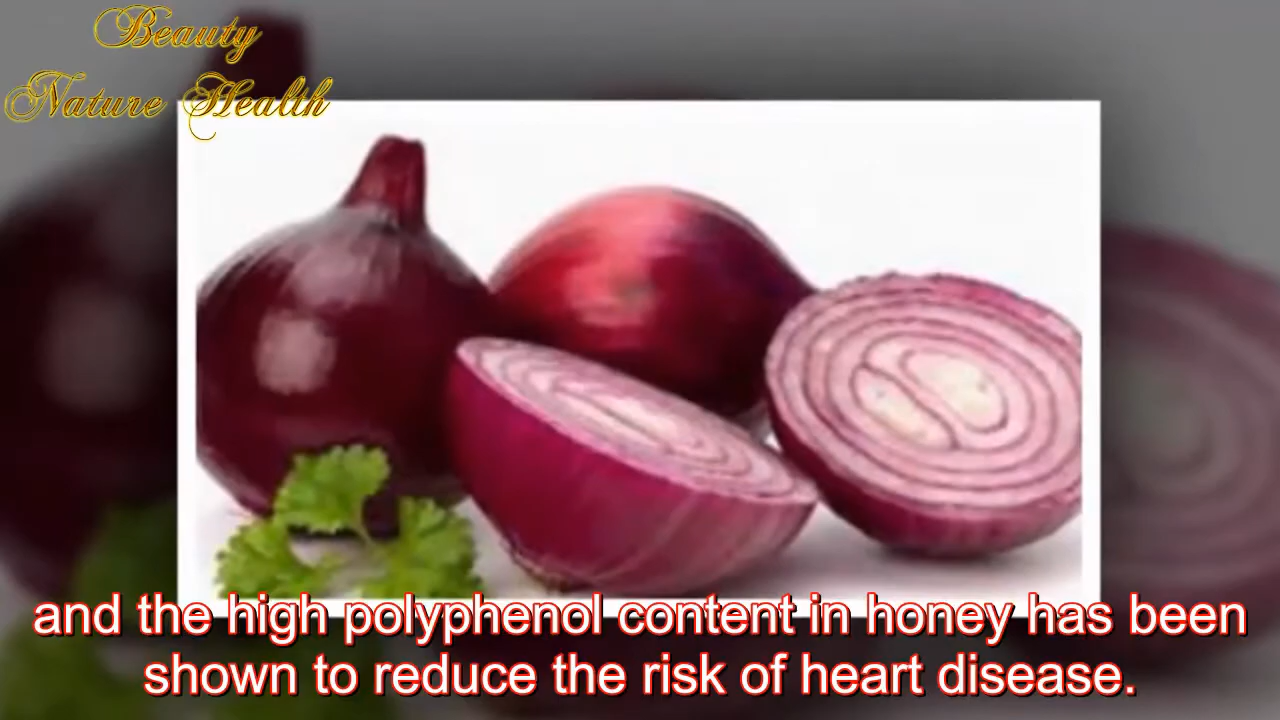 Beauty
Nature Health
and the high polyphenol content in honey has been
shown to reduce the risk of heart disease.